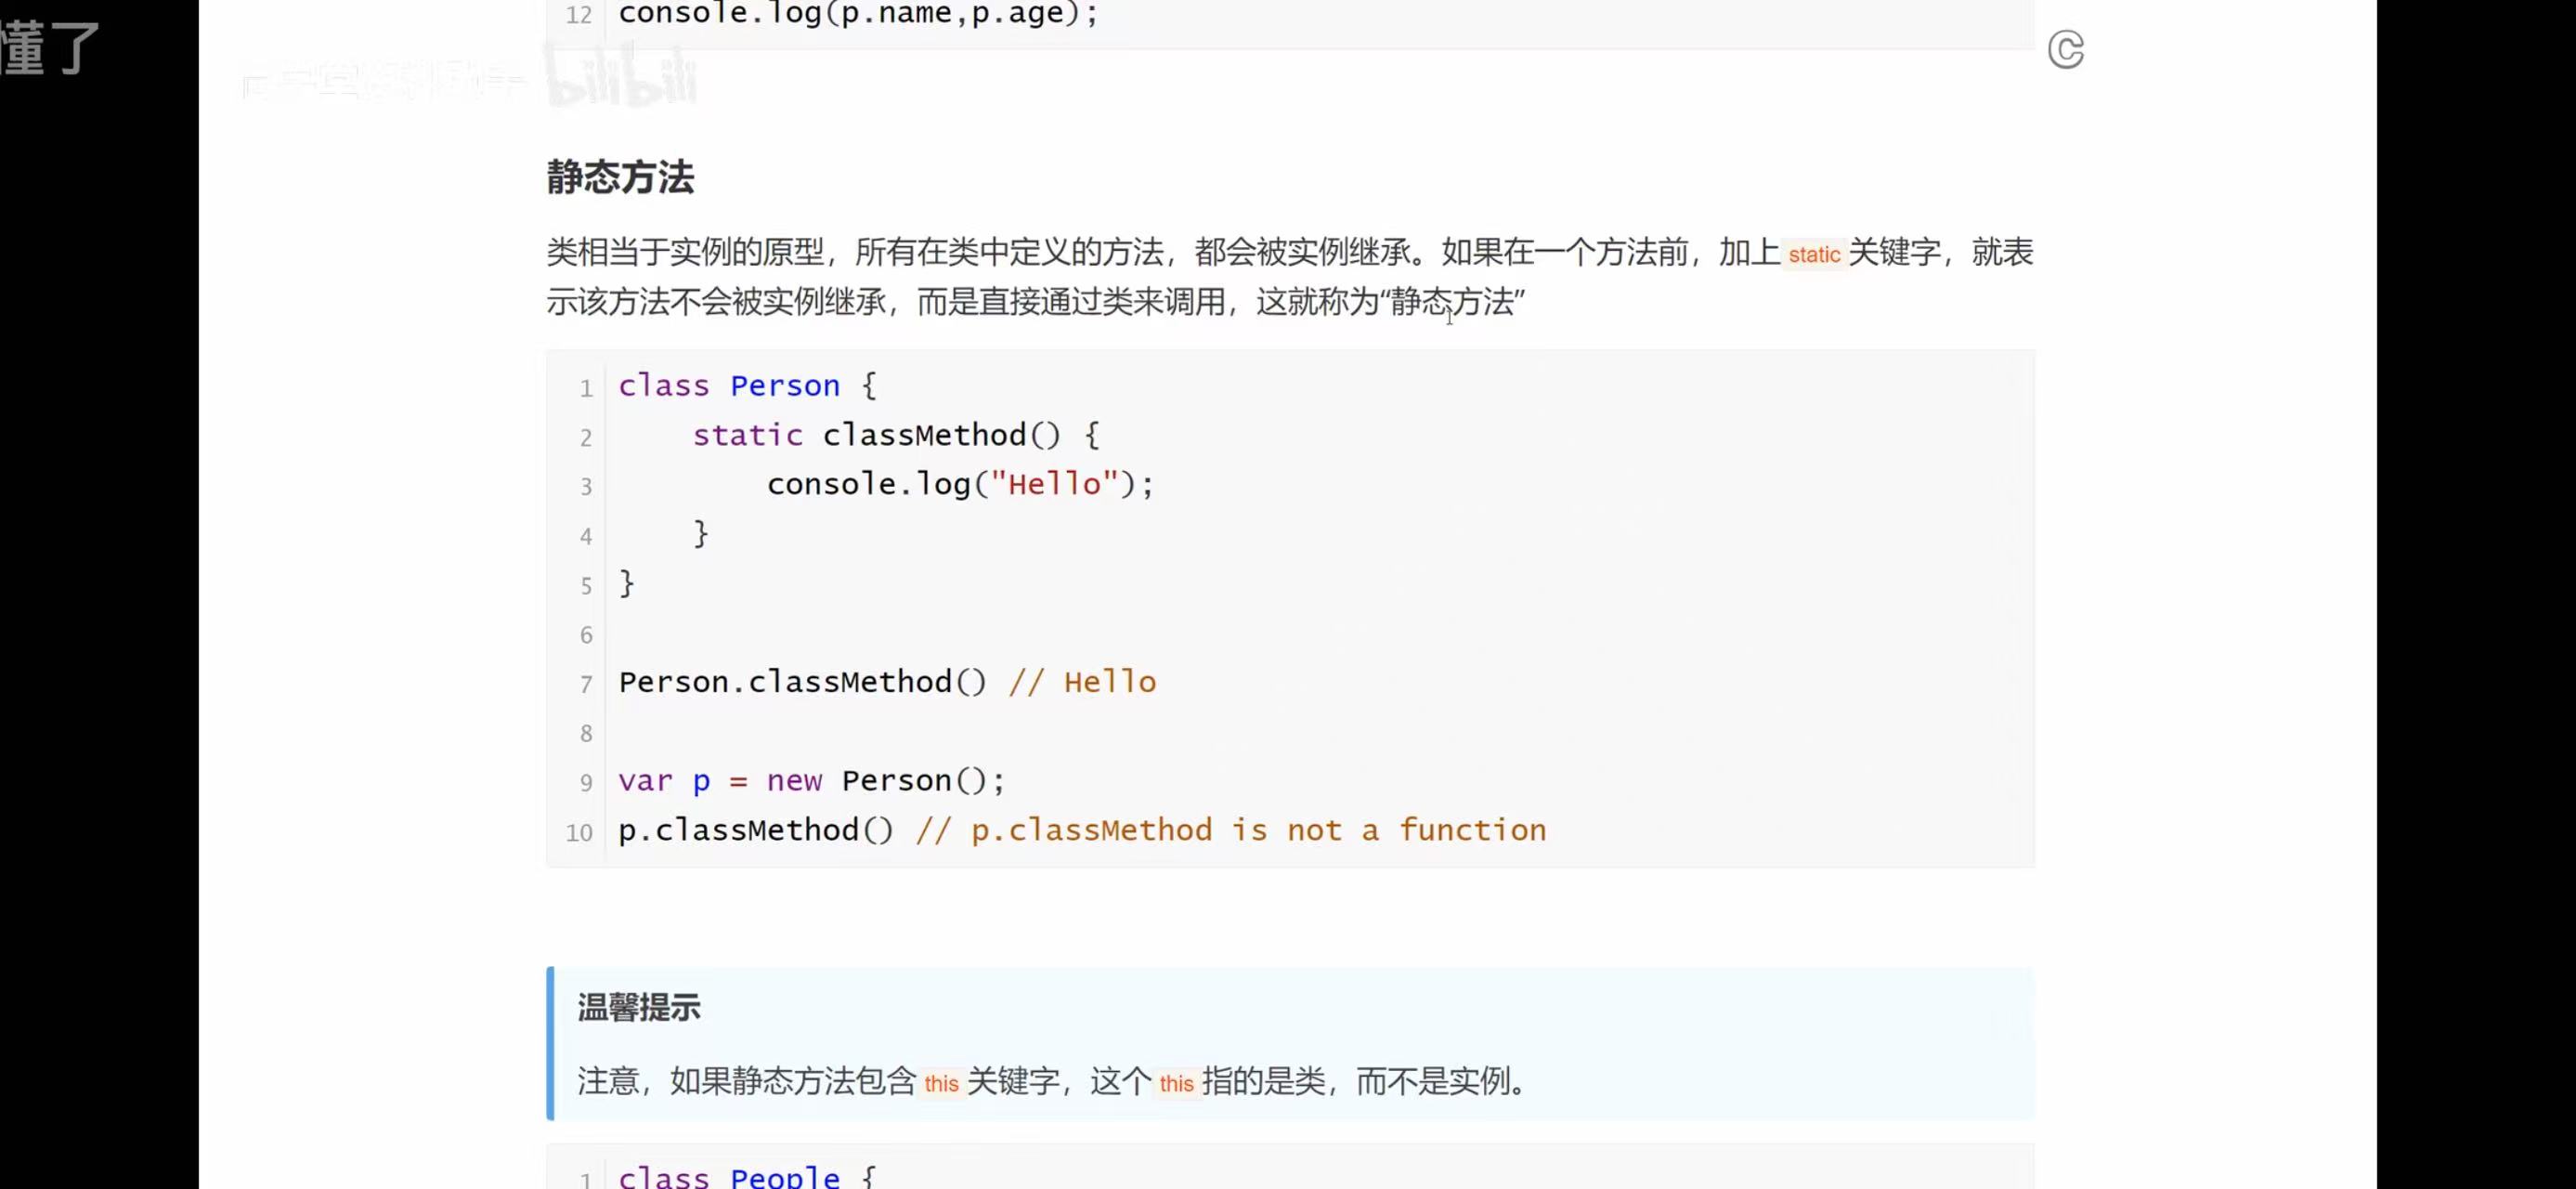 懂了
12 console.log(p.name,p.age);
bilibili
静态方法
类相当于实例的原型，所有在类中定义的方法，都会被实例继承。如果在一个方法前，加上 static 关键字，就表
示该方法不会被实例继承，而是直接通过类来调用，这就称为“静态方法”
1 class Person {
2     static classMethod() {
3         console.log("Hello");
4     }
5 }
6
7 Person.classMethod() // Hello
8
9 var p = new Person();
10 p.classMethod() // p.classMethod is not a function
温馨提示
注意，如果静态方法包含 this 关键字，这个 this 指的是类，而不是实例。
1 class People {